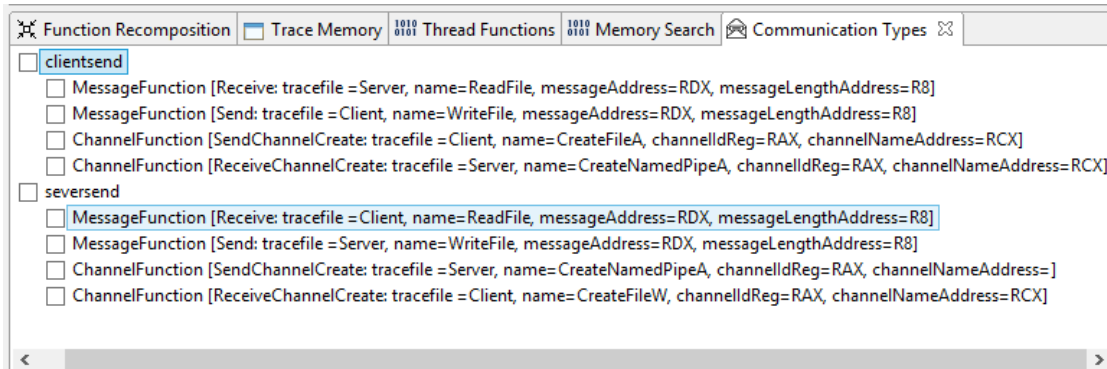 Function Recomposition Trace Memory 1010 0101 Thread Functions 1010 0101 Memory Search Communication Types
clientsend
MessageFunction [Receive: tracefile =Server, name=ReadFile, messageAddress=RDX, messageLengthAddress=R8]
MessageFunction [Send: tracefile =Client, name=WriteFile, messageAddress=RDX, messageLengthAddress=R8]
ChannelFunction [SendChannelCreate: tracefile =Client, name=CreateFileA, channelIdReg=RAX, channelNameAddress=RCX]
ChannelFunction [ReceiveChannelCreate: tracefile =Server, name=CreateNamedPipeA, channelIdReg=RAX, channelNameAddress=RCX]
seversend
MessageFunction [Receive: tracefile =Client, name=ReadFile, messageAddress=RDX, messageLengthAddress=R8]
MessageFunction [Send: tracefile =Server, name=WriteFile, messageAddress=RDX, messageLengthAddress=R8]
ChannelFunction [SendChannelCreate: tracefile =Server, name=CreateNamedPipeA, channelIdReg=RAX, channelNameAddress=]
ChannelFunction [ReceiveChannelCreate: tracefile =Client, name=CreateFileW, channelIdReg=RAX, channelNameAddress=RCX]